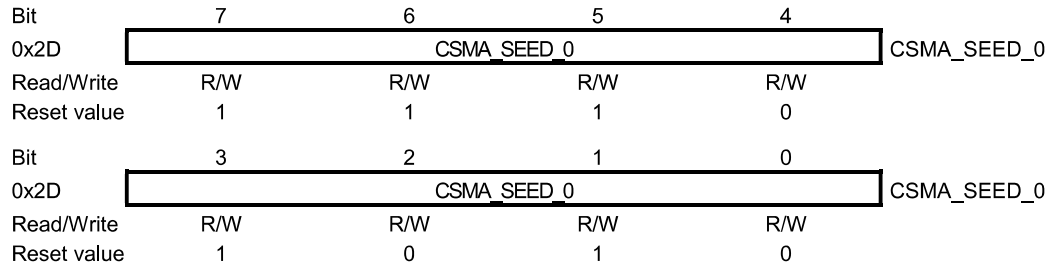 Bit 7 6 5 4
0x2D CSMA_SEED_0 CSMA_SEED_0
Read/Write R/W R/W R/W R/W
Reset value 1 1 1 0
Bit 3 2 1 0
0x2D CSMA_SEED_0 CSMA_SEED_0
Read/Write R/W R/W R/W R/W
Reset value 1 0 1 0